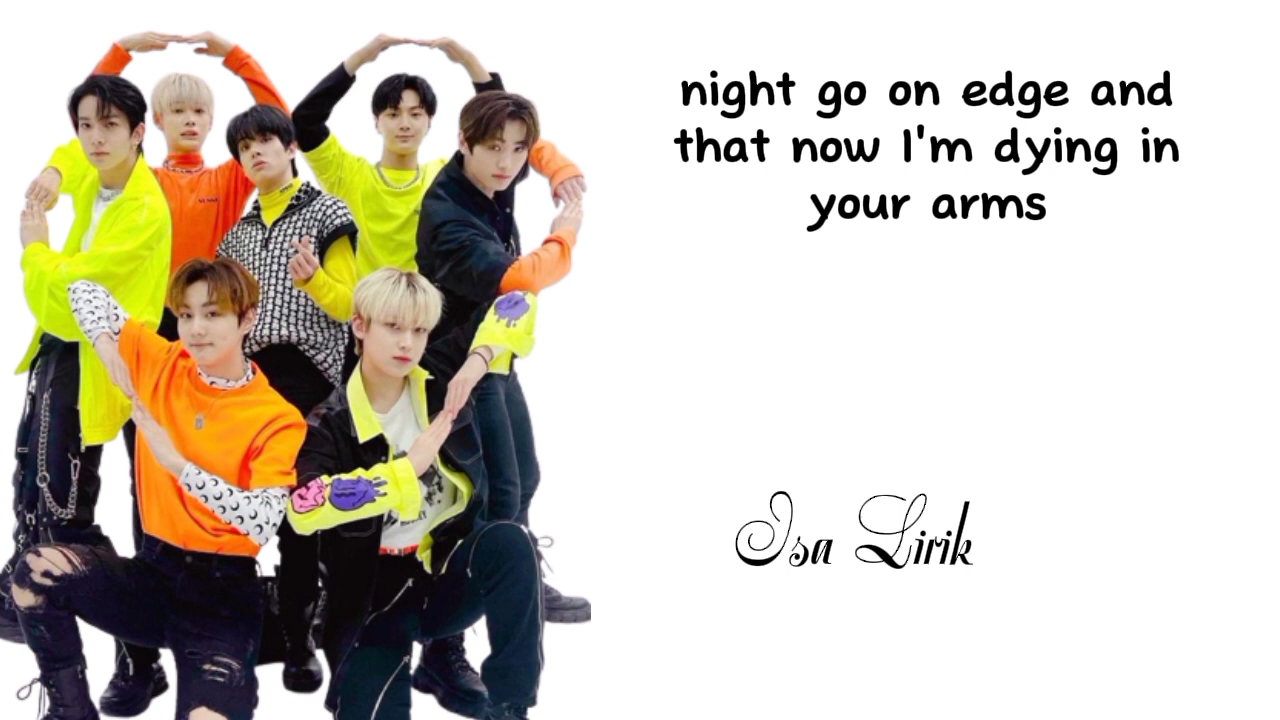 night go on edge and
that now I'm dying in
your arms
Isa Lirik